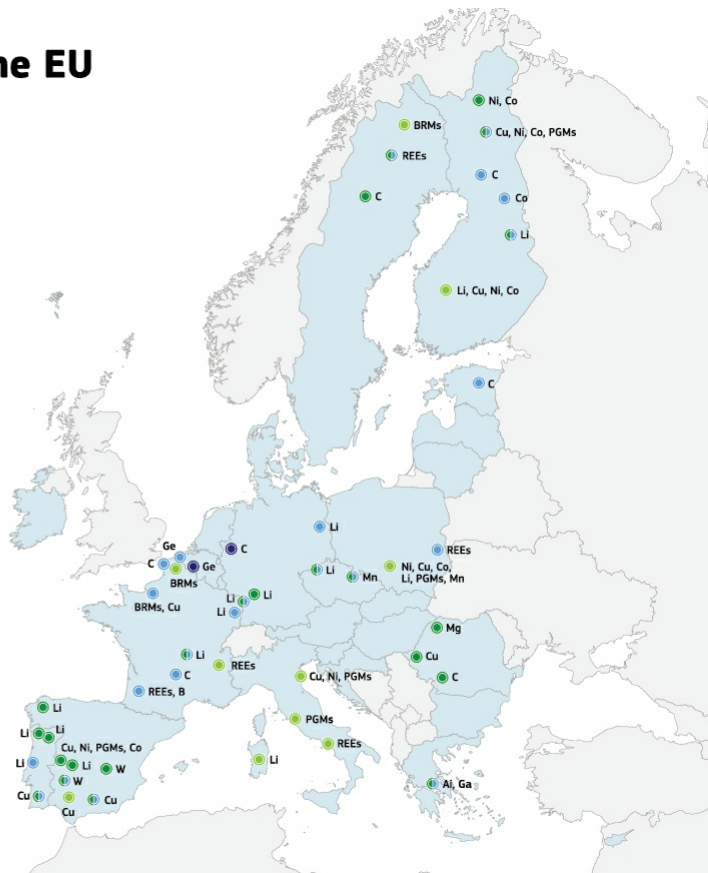 he EU
Ni, Co
BRMs
Cu, Ni, Co, PGMs
REEs
C
C
Co
Li
Li, Cu, Ni, Co
C
Li
Ge
C
REEs
C
Ge
BRMs
Li
Mn
Ni, Cu, Co,
Li, PGMs, Mn
BRMs, Cu
Li
Li
Li
Mg
Li
REEs
Cu
C
Cu, Ni, PGMs
C
REEs, B
Li
PGMs
Li
Li
REEs
Cu, Ni, PGMs, Co
Li
Li
W
Li
W
Ai, Ga
Cu
Cu
Cu